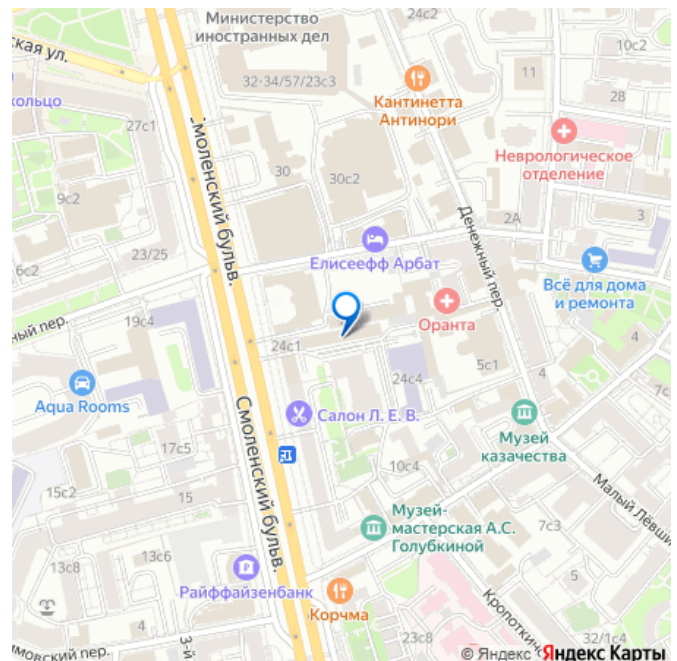 24с2
Министерство
иностранных дел
10с2
ская ул.
32-34/57/23с3
11
Кантинетта
Антинори
28
кольцо
27с1
Смоленский бульв.
Неврологическое
отделение
30
30с2
9с2
2А
3
Денежный пер.
23/25
Елисеефф Арбат
6с2
Всё для дома
и ремонта
ный пер.
19с4
Оранта
4
24с1
5с1
24с4
4
7с
Aqua Rooms
Салон Л. Е. В.
Смоленский бульв.
Музей
казачества
17с5
10с4
Малый Лёвши
15с2
15
Музей-
мастерская А.С.
Голубкиной
7с3
13с6
13с8
5
Райффайзенбанк
Корчма
Кропоткинс
3-й
23с8
32/1с4
имовский пер.
© Яндекс Яндекс Карты